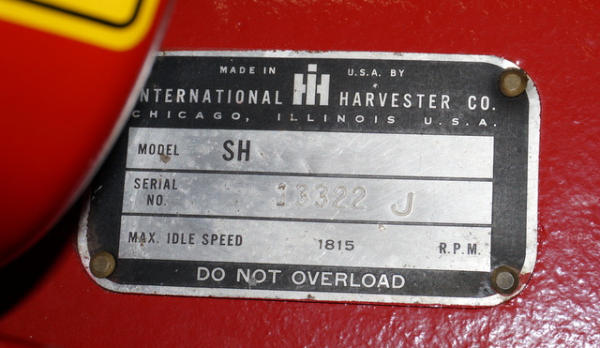 MADE IN U.S.A. BY
INTERNATIONAL IH HARVESTER CO.
CHICAGO, ILLINOIS U.S.A.
MODEL SH
SERIAL NO. 13322 J
MAX. IDLE SPEED 1815 R.P.M.
DO NOT OVERLOAD